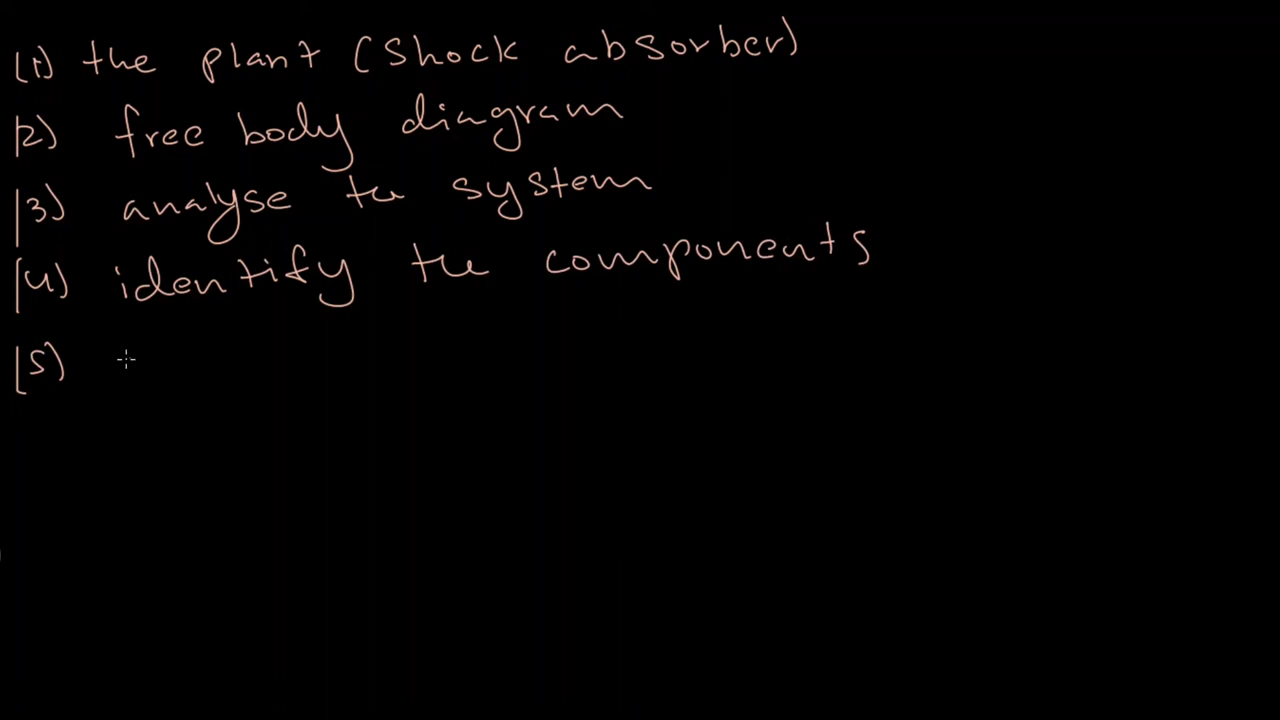 (1) the plant (Shock absorber)
(2) free body diagram
(3) analyse the system
(4) identify the components
(5)